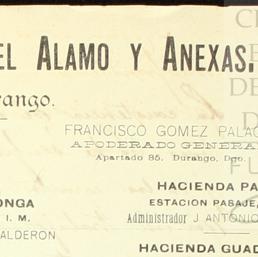 EL ALAMO Y ANEXAS.
rango.
FRANCISCO GOMEZ PALAC
APODERADO GENERA
Apartado 85. Durango, Dgo.
HACIENDA PA
ONGA
ESTACION PASAJE,
I. M.
Administrador J ANTONIO
ALDERON
HACIENDA GUAD